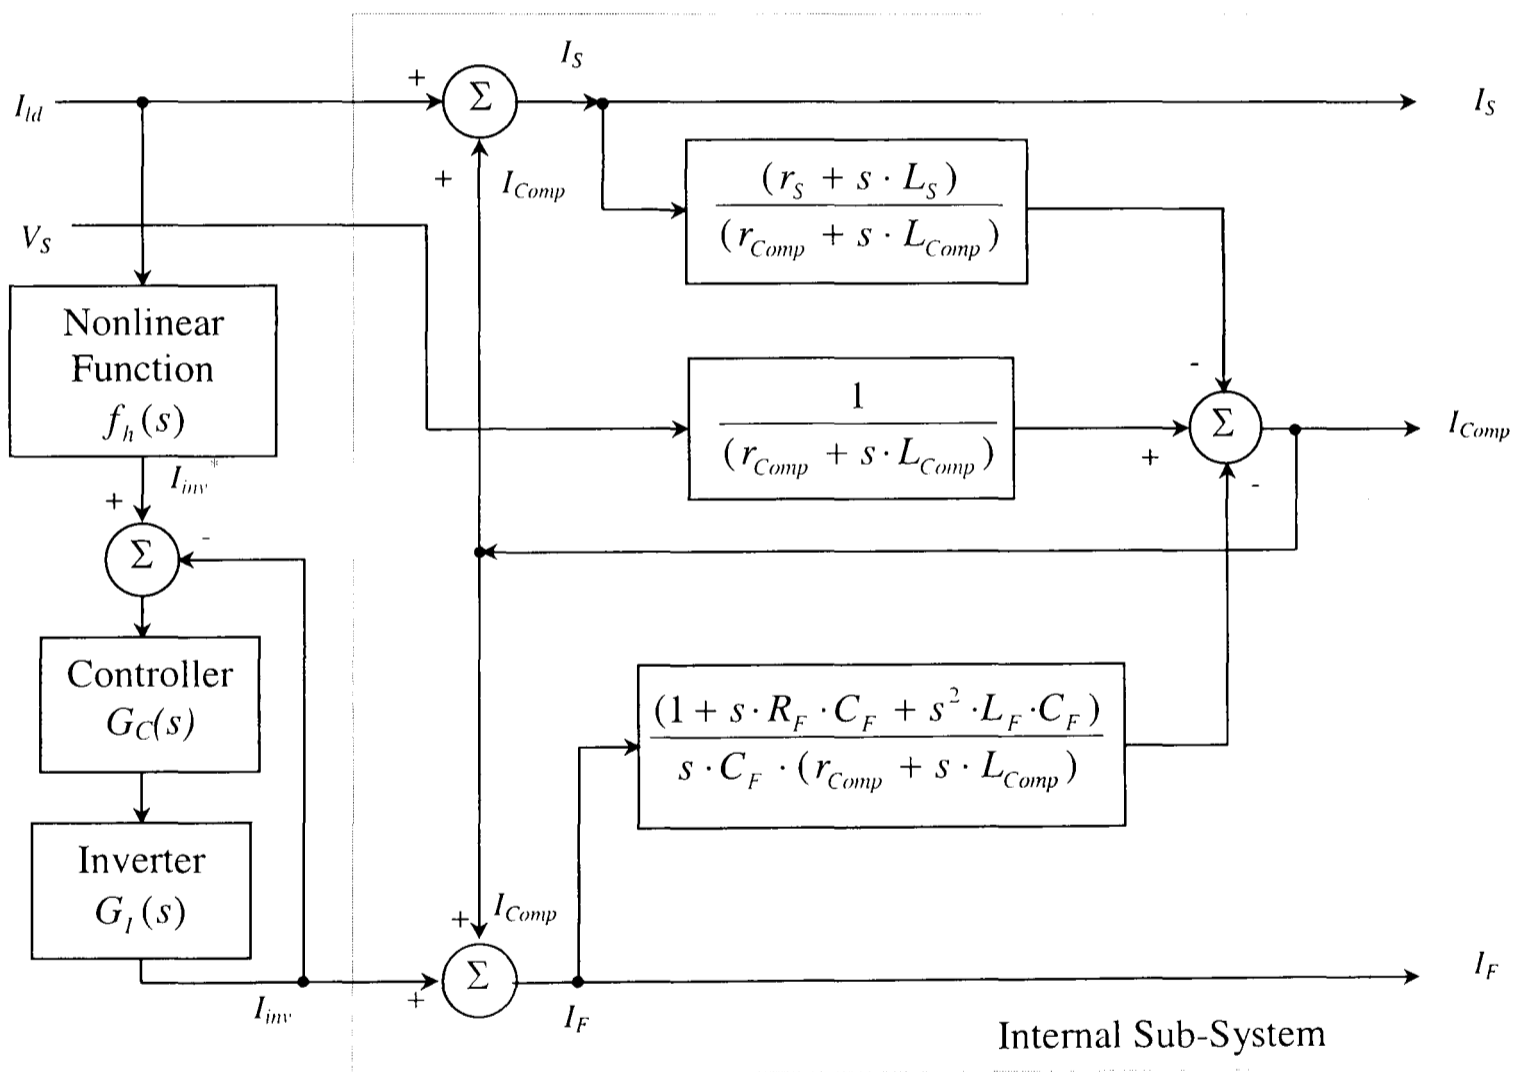 I_S
+ Σ I_S
I_ld
+ I_Comp
(r_S + s · L_S)
(r_Comp + s · L_Comp)
V_S
Nonlinear
Function
f_h(s)
-
1
(r_Comp + s · L_Comp)
+ Σ I_Comp
-
I_inv*
+
Σ -
Controller
G_C(s)
(1 + s · R_F · C_F + s² · L_F · C_F)
s · C_F · (r_Comp + s · L_Comp)
Inverter
G_I(s)
+ I_Comp
Σ I_F
+
I_inv
I_F
Internal Sub-System